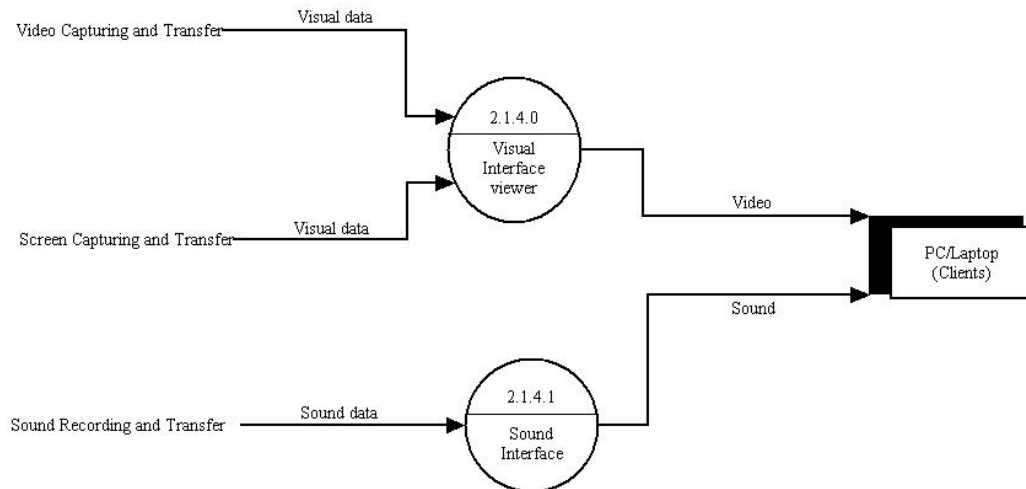 Visual data
Video Capturing and Transfer
2.1.4.0
Visual
Interface
viewer
Video
Screen Capturing and Transfer
Visual data
PC/Laptop
(Clients)
Sound
2.1.4.1
Sound data
Sound Recording and Transfer
Sound
Interface